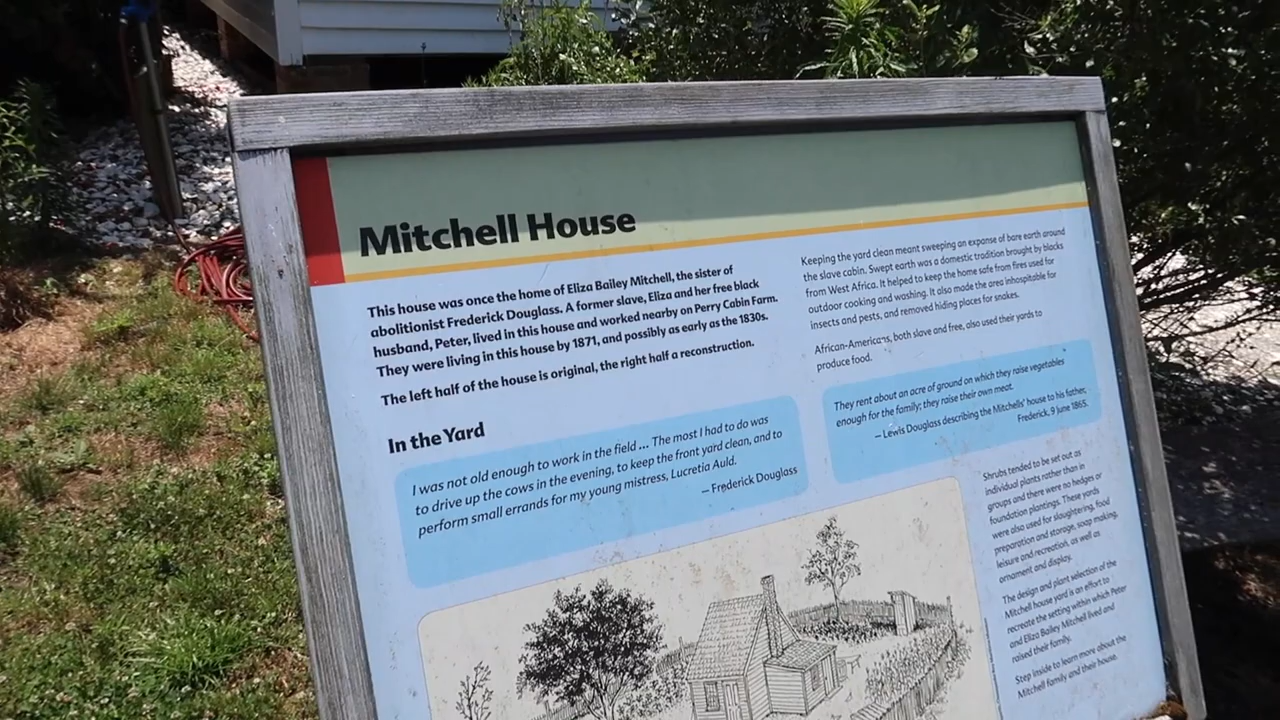 Mitchell House
This house was once the home of Eliza Bailey Mitchell, the sister of
abolitionist Frederick Douglass. A former slave, Eliza and her free black
husband, Peter, lived in this house and worked nearby on Perry Cabin Farm.
They were living in this house by 1871, and possibly as early as the 1830s.
The left half of the house is original, the right half a reconstruction.
In the Yard
I was not old enough to work in the field ... The most I had to do was
to drive up the cows in the evening, to keep the front yard clean, and to
perform small errands for my young mistress, Lucretia Auld.
— Frederick Douglass
Keeping the yard clean meant sweeping an expanse of bare earth around
the slave cabin. Swept earth was a domestic tradition brought by blacks
from West Africa. It helped to keep the home safe from fires used for
outdoor cooking and washing. It also made the area inhospitable for
insects and pests, and removed hiding places for snakes.
African-Americans, both slave and free, also used their yards to
produce food.
They rent about an acre of ground on which they raise vegetables
enough for the family; they raise their own meat.
— Lewis Douglass describing the Mitchells' house to his father,
Frederick, 9 June 1865.
Shrubs tended to be set out as
individual plants rather than in
groups and there were no hedges or
foundation plantings. These yards
were also used for slaughtering, food
preparation and storage, soap making,
leisure and recreation, as well as
ornament and display.
The design and plant selection of the
Mitchell house yard is an effort to
recreate the setting within which Peter
and Eliza Bailey Mitchell lived and
raised their family.
Step inside to learn more about the
Mitchell family and their house.